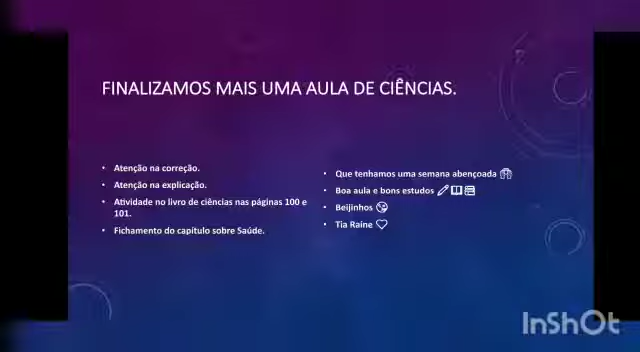 FINALIZAMOS MAIS UMA AULA DE CIÊNCIAS.
• Atenção na correção.
• Atenção na explicação.
• Atividade no livro de ciências nas páginas 100 e
101.
• Fichamento do capítulo sobre Saúde.
• Que tenhamos uma semana abençoada 🙌
• Boa aula e bons estudos 🖊📖📚
• Beijinhos 😘
• Tia Raíne ♡
InShOt